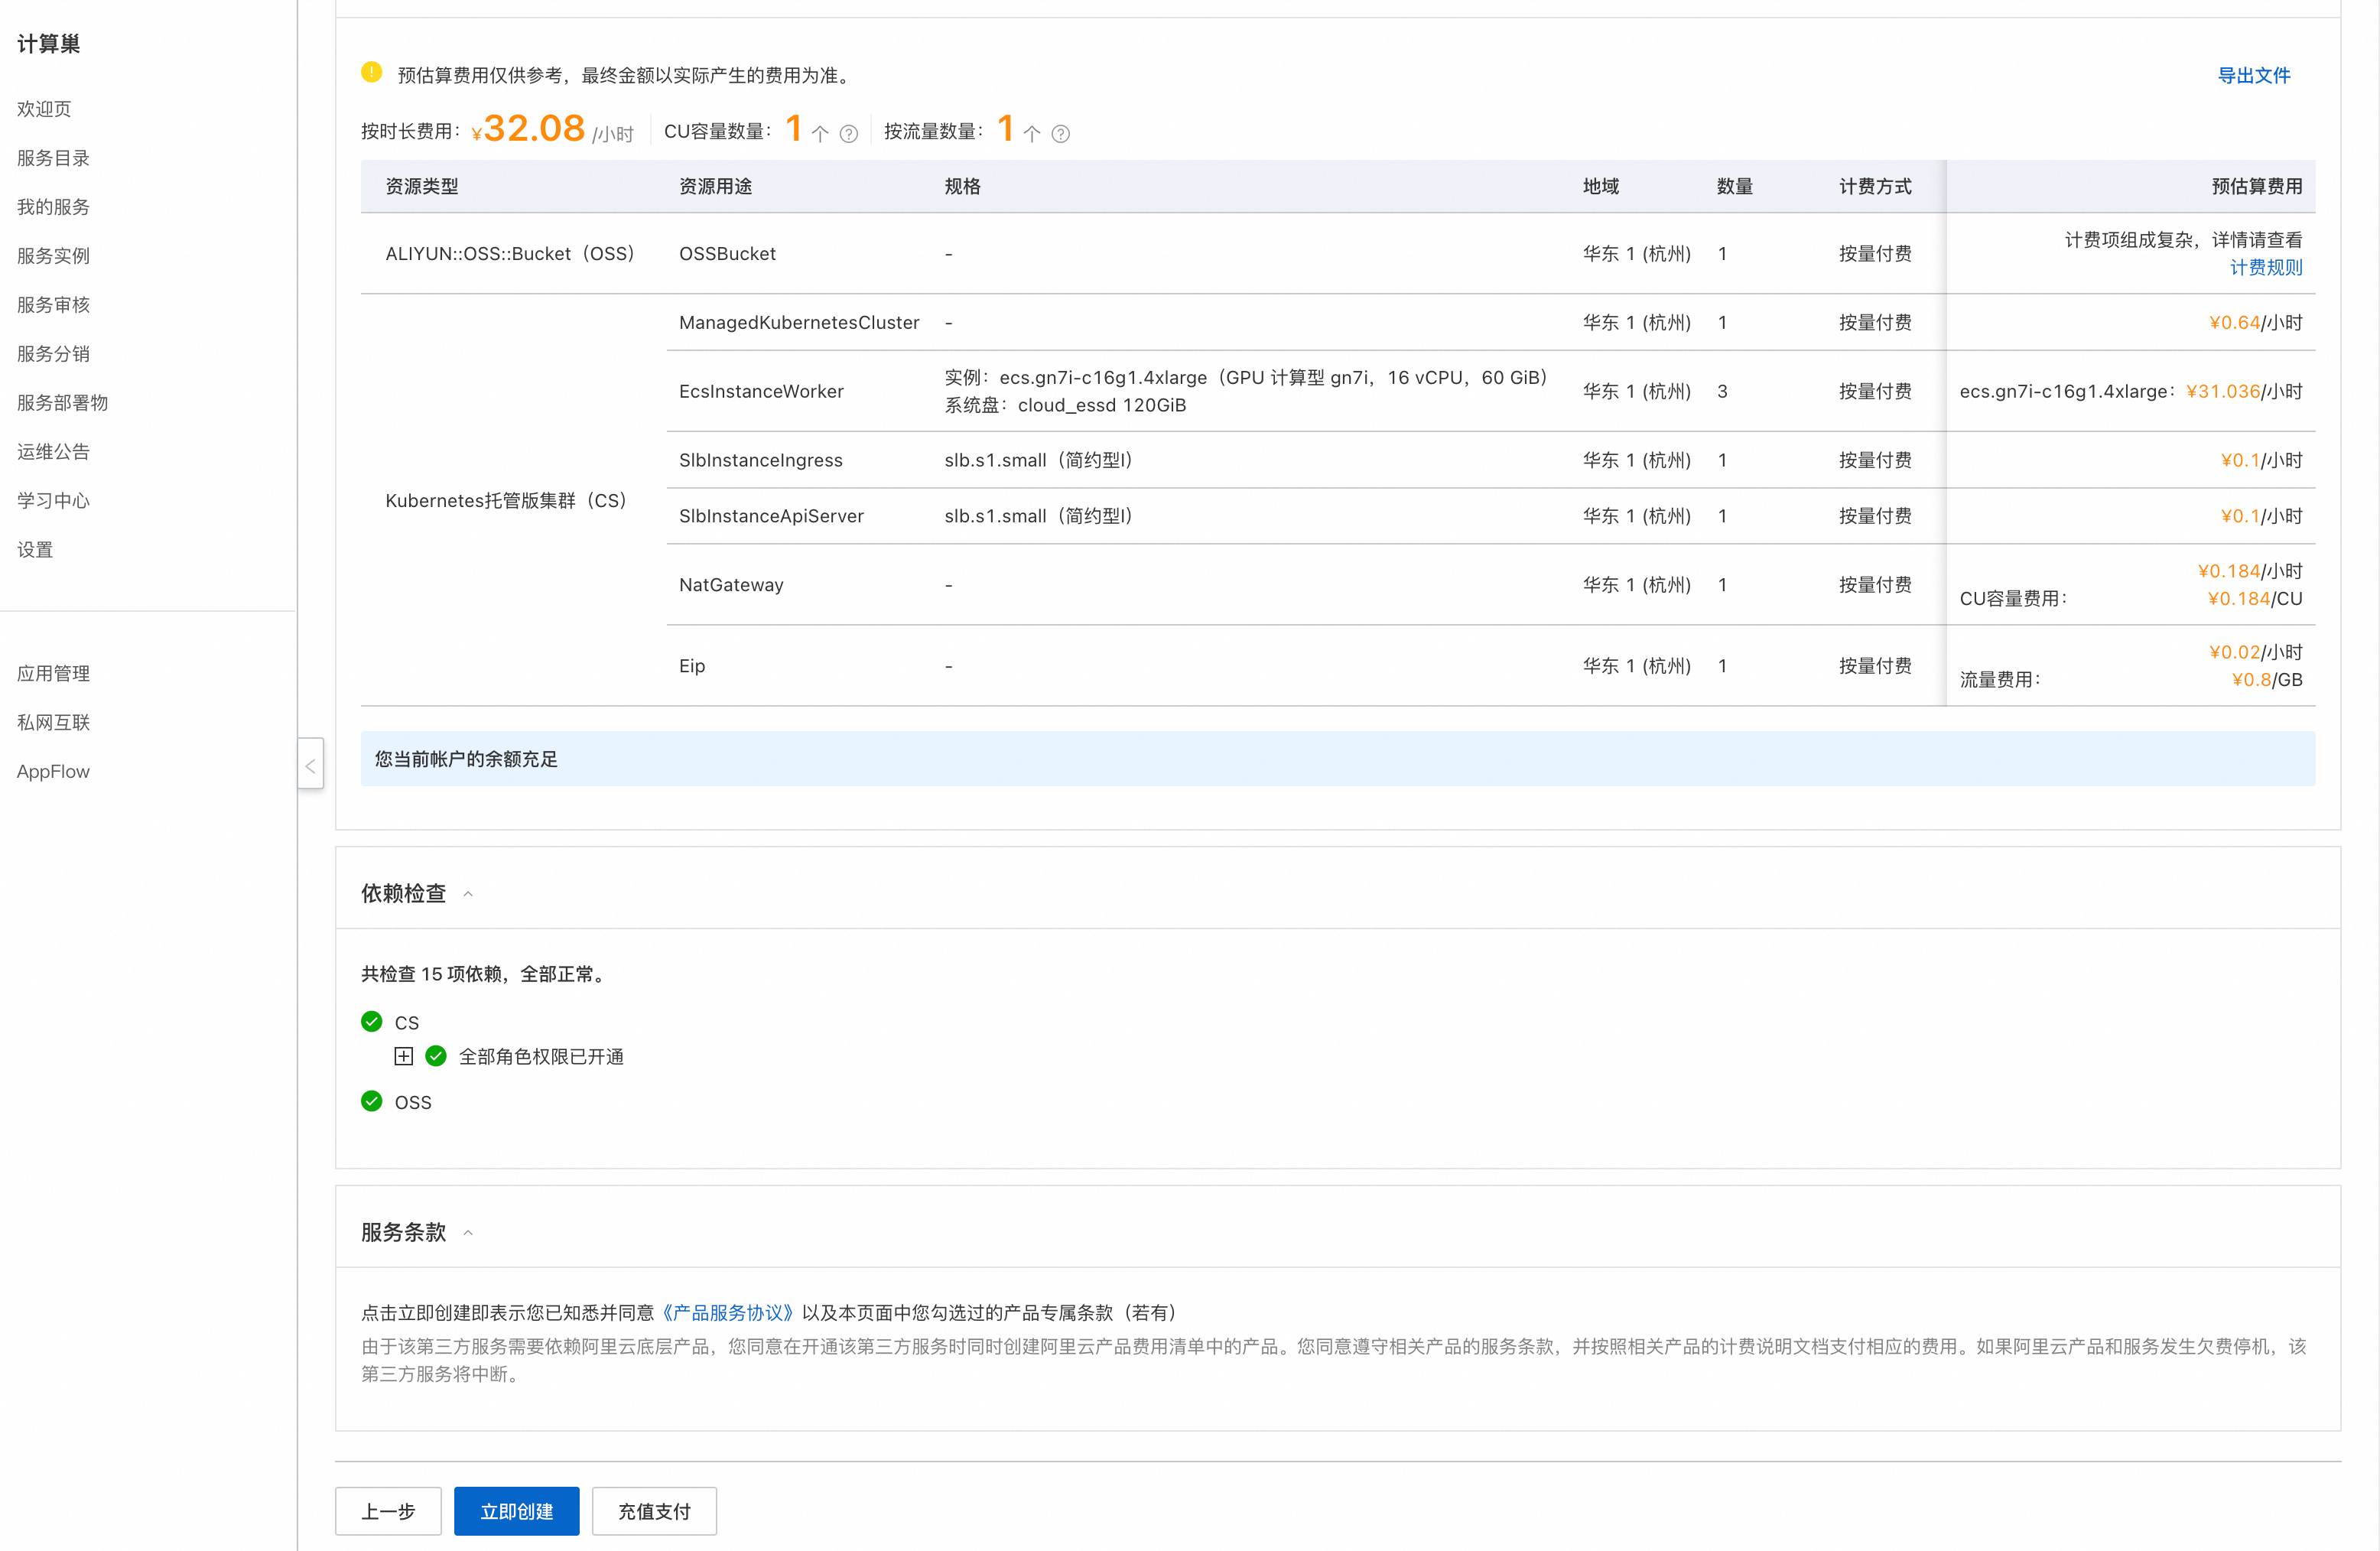 计算巢
欢迎页
服务目录
我的服务
服务实例
服务审核
服务分销
服务部署物
运维公告
学习中心
设置
应用管理
私网互联
AppFlow
预估算费用仅供参考，最终金额以实际产生的费用为准。
导出文件
按时长费用：¥32.08 /小时 CU容量数量：1 个 按流量数量：1 个
资源类型 资源用途 规格 地域 数量 计费方式 预估算费用
ALIYUN::OSS::Bucket（OSS） OSSBucket - 华东 1 (杭州) 1 按量付费 计费项组成复杂，详情请查看
计费规则
Kubernetes托管版集群（CS）
ManagedKubernetesCluster - 华东 1 (杭州) 1 按量付费 ¥0.64/小时
EcsInstanceWorker 实例：ecs.gn7i-c16g1.4xlarge（GPU 计算型 gn7i，16 vCPU，60 GiB） 华东 1 (杭州) 3 按量付费 ecs.gn7i-c16g1.4xlarge：¥31.036/小时
系统盘：cloud_essd 120GiB
SlbInstanceIngress slb.s1.small（简约型I） 华东 1 (杭州) 1 按量付费 ¥0.1/小时
SlbInstanceApiServer slb.s1.small（简约型I） 华东 1 (杭州) 1 按量付费 ¥0.1/小时
NatGateway - 华东 1 (杭州) 1 按量付费 ¥0.184/小时
CU容量费用： ¥0.184/CU
Eip - 华东 1 (杭州) 1 按量付费 ¥0.02/小时
流量费用： ¥0.8/GB
您当前帐户的余额充足
依赖检查
共检查 15 项依赖，全部正常。
CS
全部角色权限已开通
OSS
服务条款
点击立即创建即表示您已知悉并同意《产品服务协议》以及本页面中您勾选过的产品专属条款（若有）
由于该第三方服务需要依赖阿里云底层产品，您同意在开通该第三方服务时同时创建阿里云产品费用清单中的产品。您同意遵守相关产品的服务条款，并按照相关产品的计费说明文档支付相应的费用。如果阿里云产品和服务发生欠费停机，该
第三方服务将中断。
上一步 立即创建 充值支付